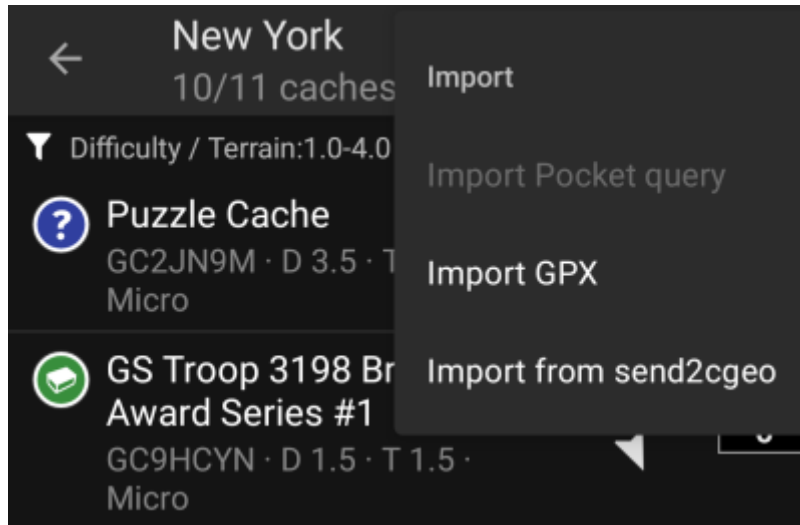 New York
10/11 caches
Difficulty / Terrain:1.0-4.0
?
Puzzle Cache
GC2JN9M · D 3.5 ·
Micro
GS Troop 3198
Award Series #1
GC9HCYN · D 1.5 · T 1.5 ·
Micro
Import
Import Pocket query
Import GPX
Import from send2cgeo